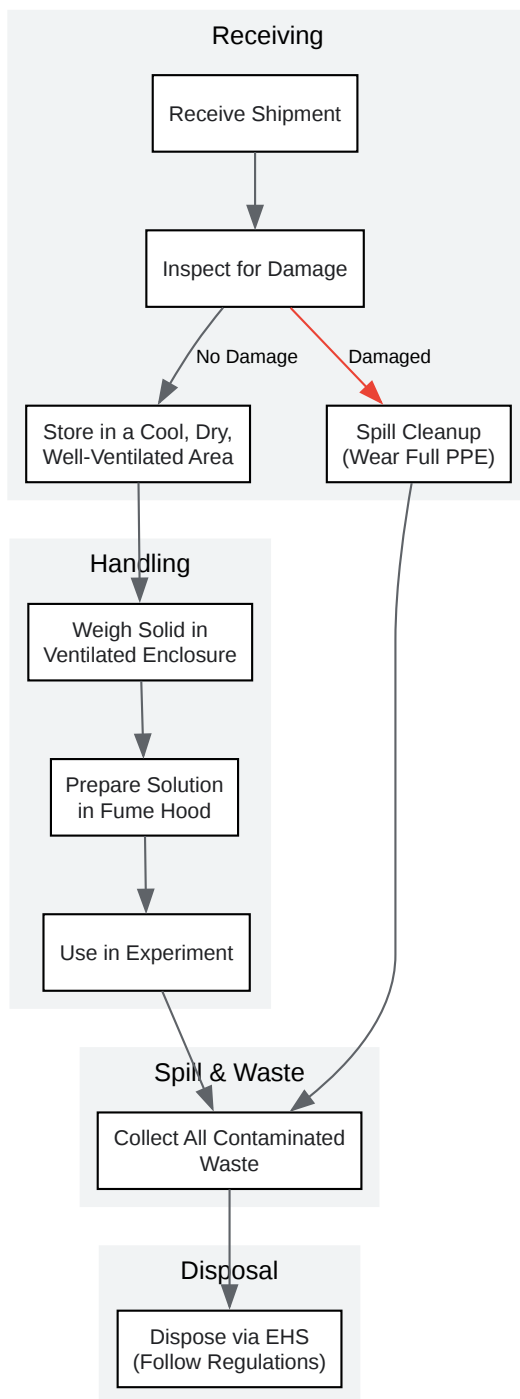 Receiving
Receive Shipment
Inspect for Damage
No Damage
Damaged
Store in a Cool, Dry,
Well-Ventilated Area
Spill Cleanup
(Wear Full PPE)
Handling
Weigh Solid in
Ventilated Enclosure
Prepare Solution
in Fume Hood
Use in Experiment
Spill & Waste
Collect All Contaminated
Waste
Disposal
Dispose via EHS
(Follow Regulations)